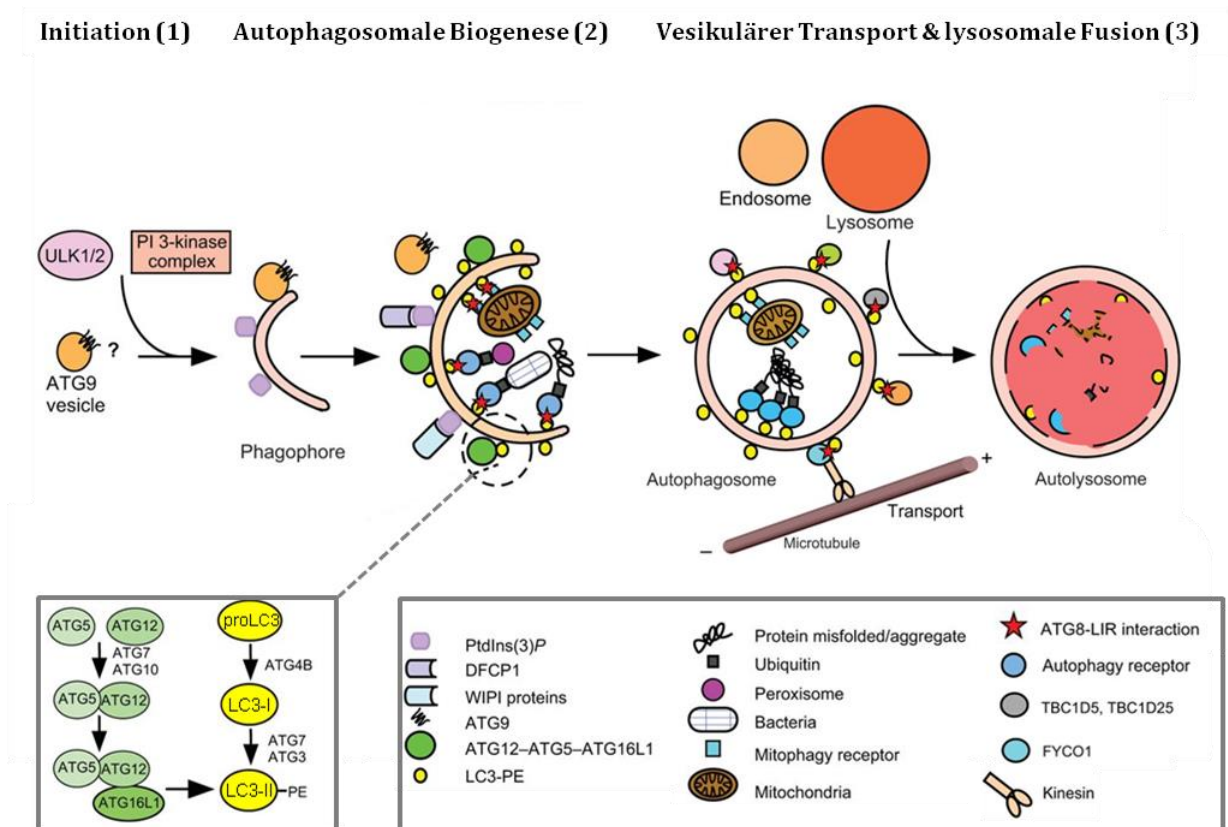 Initiation (1) Autophagosomale Biogenese (2) Vesikulärer Transport & lysosomale Fusion (3)
Endosome
Lysosome
ULK1/2
PI 3-kinase
complex
?
ATG9
vesicle
Phagophore
Autophagosome
Autolysosome
+
Transport
Microtubule
–
ATG5 ATG12
ATG7
ATG10
ATG5 ATG12
ATG5 ATG12
ATG16L1
proLC3
ATG4B
LC3-I
ATG7
ATG3
LC3-II-PE
PtdIns(3)P
DFCP1
WIPI proteins
ATG9
ATG12–ATG5–ATG16L1
LC3-PE
Protein misfolded/aggregate
Ubiquitin
Peroxisome
Bacteria
Mitophagy receptor
Mitochondria
ATG8-LIR interaction
Autophagy receptor
TBC1D5, TBC1D25
FYCO1
Kinesin